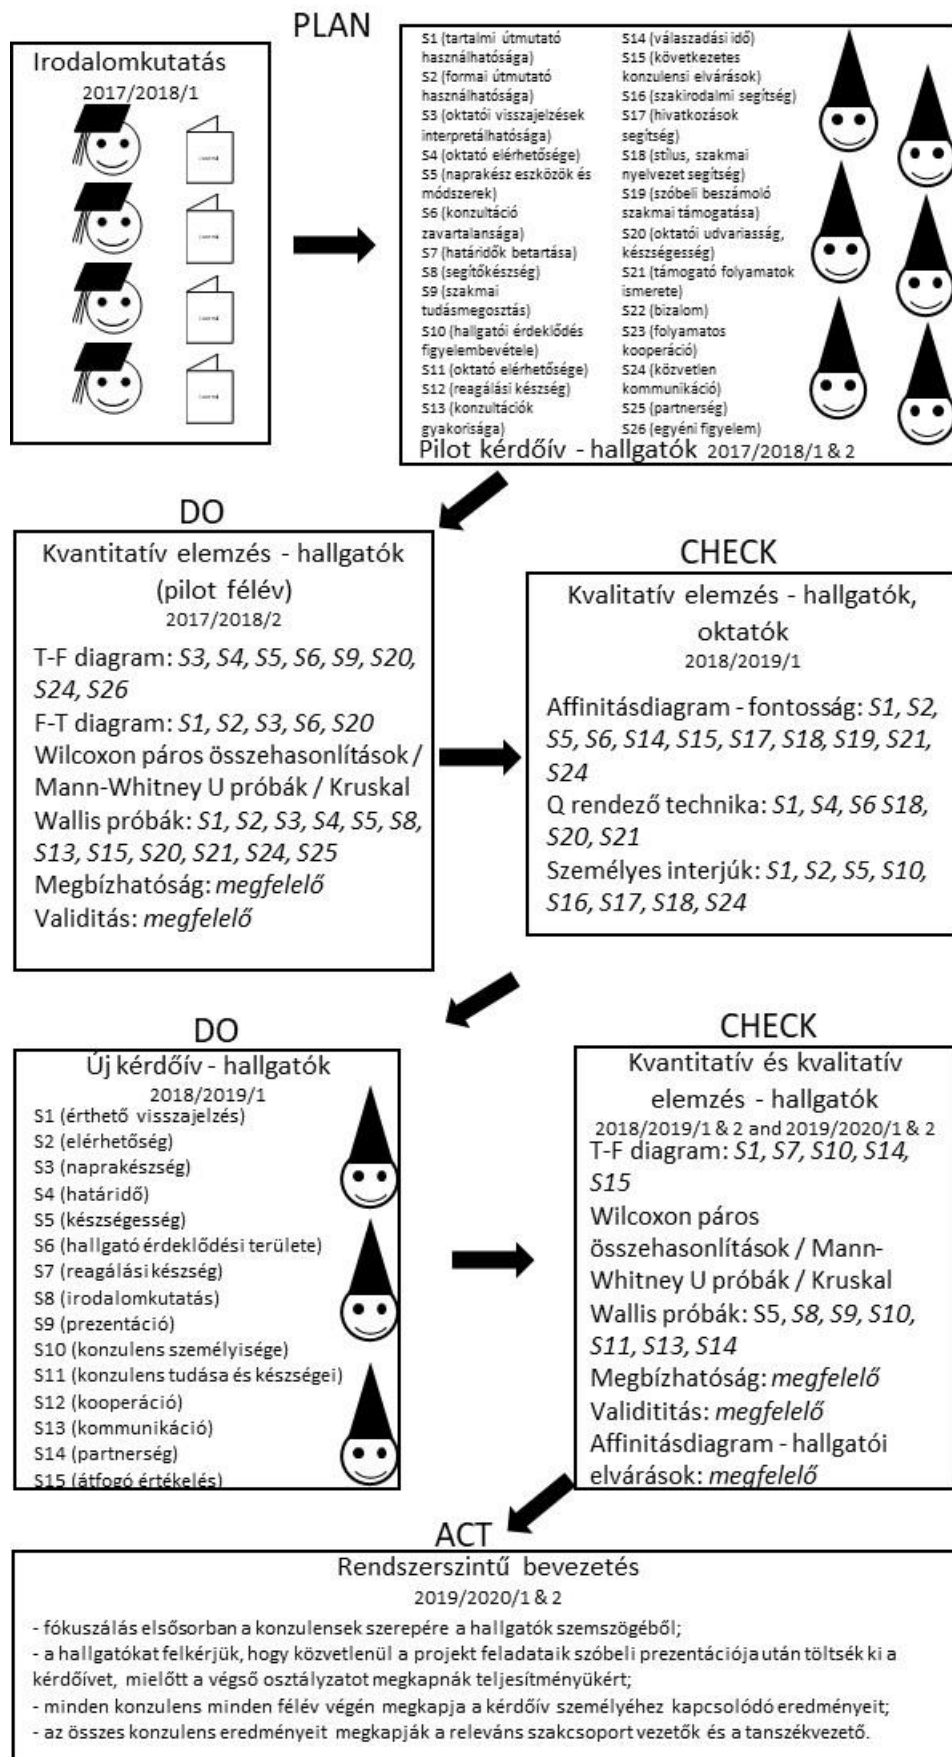 PLAN
Irodalomkutatás
2017/2018/1
S1 (tartalmi útmutató
használhatósága)
S2 (formai útmutató
használhatósága)
S3 (oktatói visszajelzések
interpretálhatósága)
S4 (oktató elérhetősége)
S5 (naprakész eszközök és
módszerek)
S6 (konzultáció
zavartalansága)
S7 (határidők betartása)
S8 (segítőkészség)
S9 (szakmai
tudásmegosztás)
S10 (hallgatói érdeklődés
figyelembevétele)
S11 (oktató elérhetősége)
S12 (reagálási készség)
S13 (konzultációk
gyakorisága)
S14 (válaszadási idő)
S15 (következetes
konzulensi elvárások)
S16 (szakirodalmi segítség)
S17 (hivatkozások
segítség)
S18 (stílus, szakmai
nyelvezet segítség)
S19 (szóbeli beszámoló
szakmai támogatása)
S20 (oktatói udvariasság,
készségesség)
S21 (támogató folyamatok
ismerete)
S22 (bizalom)
S23 (folyamatos
kooperáció)
S24 (közvetlen
kommunikáció)
S25 (partnerség)
S26 (egyéni figyelem)
Pilot kérdőív - hallgatók 2017/2018/1 & 2
DO
Kvantitatív elemzés - hallgatók
(pilot félév)
2017/2018/2
T-F diagram: S3, S4, S5, S6, S9, S20,
S24, S26
F-T diagram: S1, S2, S3, S6, S20
Wilcoxon páros összehasonlítások /
Mann-Whitney U próbák / Kruskal
Wallis próbák: S1, S2, S3, S4, S5, S8,
S13, S15, S20, S21, S24, S25
Megbízhatóság: megfelelő
Validitás: megfelelő
CHECK
Kvalitatív elemzés - hallgatók,
oktatók
2018/2019/1
Affinitásdiagram - fontosság: S1, S2,
S5, S6, S14, S15, S17, S18, S19, S21,
S24
Q rendező technika: S1, S4, S6 S18,
S20, S21
Személyes interjúk: S1, S2, S5, S10,
S16, S17, S18, S24
DO
Új kérdőív - hallgatók
2018/2019/1
S1 (érthető visszajelzés)
S2 (elérhetőség)
S3 (naprakészség)
S4 (határidő)
S5 (készségesség)
S6 (hallgató érdeklődési területe)
S7 (reagálási készség)
S8 (irodalomkutatás)
S9 (prezentáció)
S10 (konzulens személyisége)
S11 (konzulens tudása és készségei)
S12 (kooperáció)
S13 (kommunikáció)
S14 (partnerség)
S15 (átfogó értékelés)
CHECK
Kvantitatív és kvalitatív
elemzés - hallgatók
2018/2019/1 & 2 and 2019/2020/1 & 2
T-F diagram: S1, S7, S10, S14,
S15
Wilcoxon páros
összehasonlítások / Mann-
Whitney U próbák / Kruskal
Wallis próbák: S5, S8, S9, S10,
S11, S13, S14
Megbízhatóság: megfelelő
Validititás: megfelelő
Affinitásdiagram - hallgatói
elvárások: megfelelő
ACT
Rendszerszintű bevezetés
2019/2020/1 & 2
- fókuszálás elsősorban a konzulensek szerepére a hallgatók szemszögéből;
- a hallgatókat felkérjük, hogy közvetlenül a projekt feladataik szóbeli prezentációja után töltsék ki a
kérdőívet, mielőtt a végső osztályzatot megkapnák teljesítményükért;
- minden konzulens minden félév végén megkapja a kérdőív személyéhez kapcsolódó eredményeit;
- az összes konzulens eredményeit megkapják a releváns szakcsoport vezetők és a tanszékvezető.